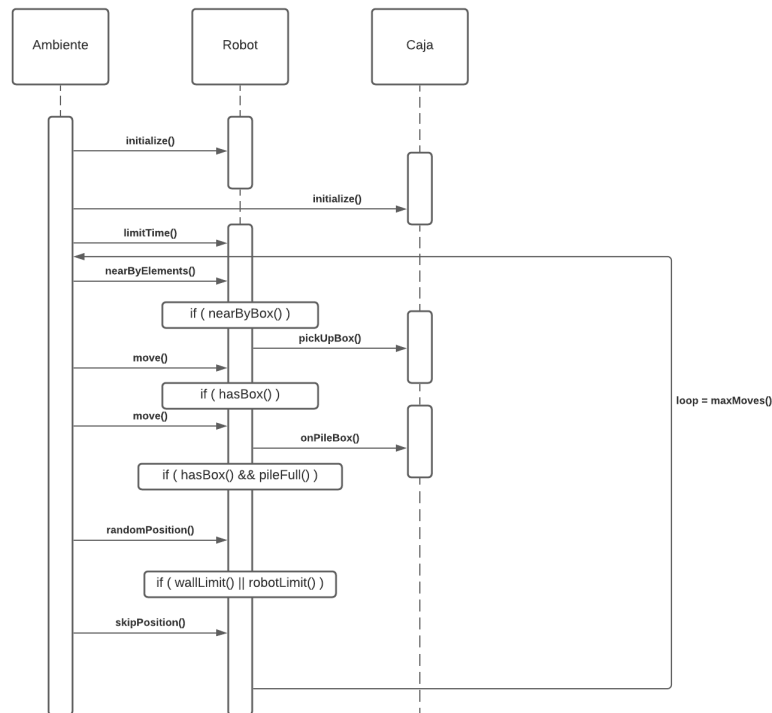 Ambiente
Robot
Caja
initialize()
initialize()
limitTime()
nearByElements()
if ( nearByBox() )
pickUpBox()
move()
if ( hasBox() )
loop = maxMoves()
move()
onPileBox()
if ( hasBox() && pileFull() )
randomPosition()
if ( wallLimit() || robotLimit() )
skipPosition()